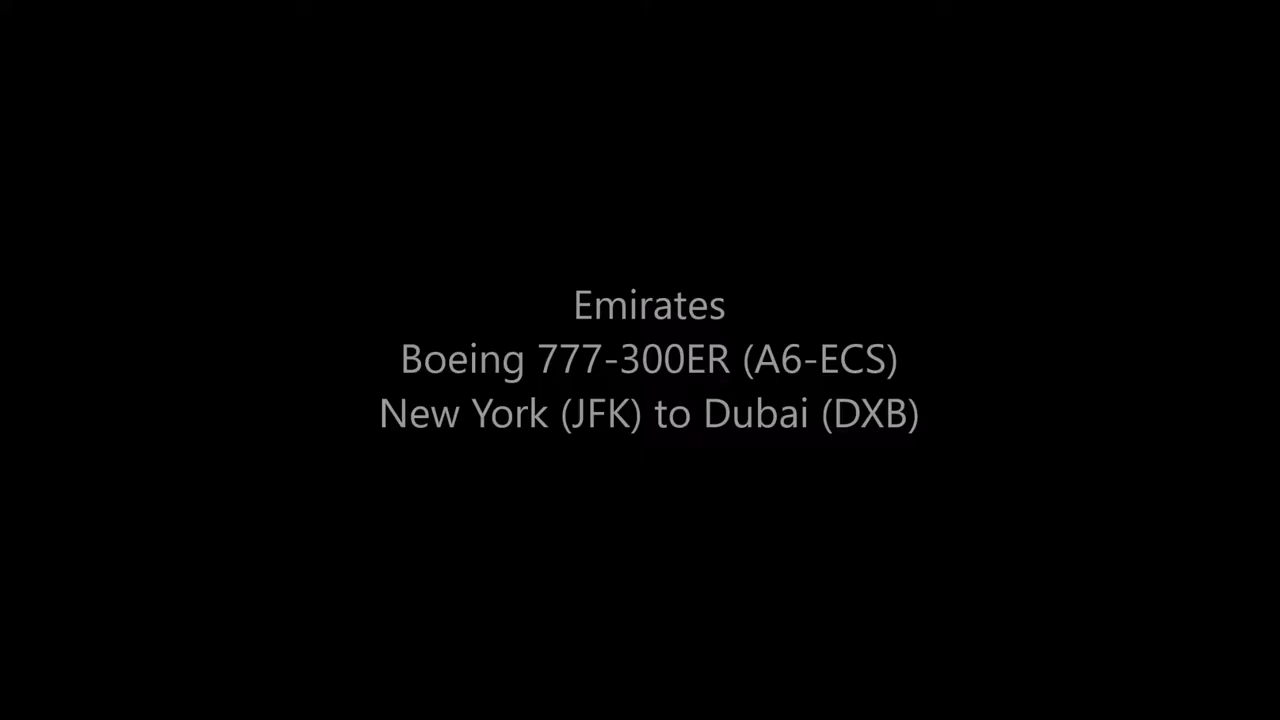 Emirates
Boeing 777-300ER (A6-ECS)
New York (JFK) to Dubai (DXB)